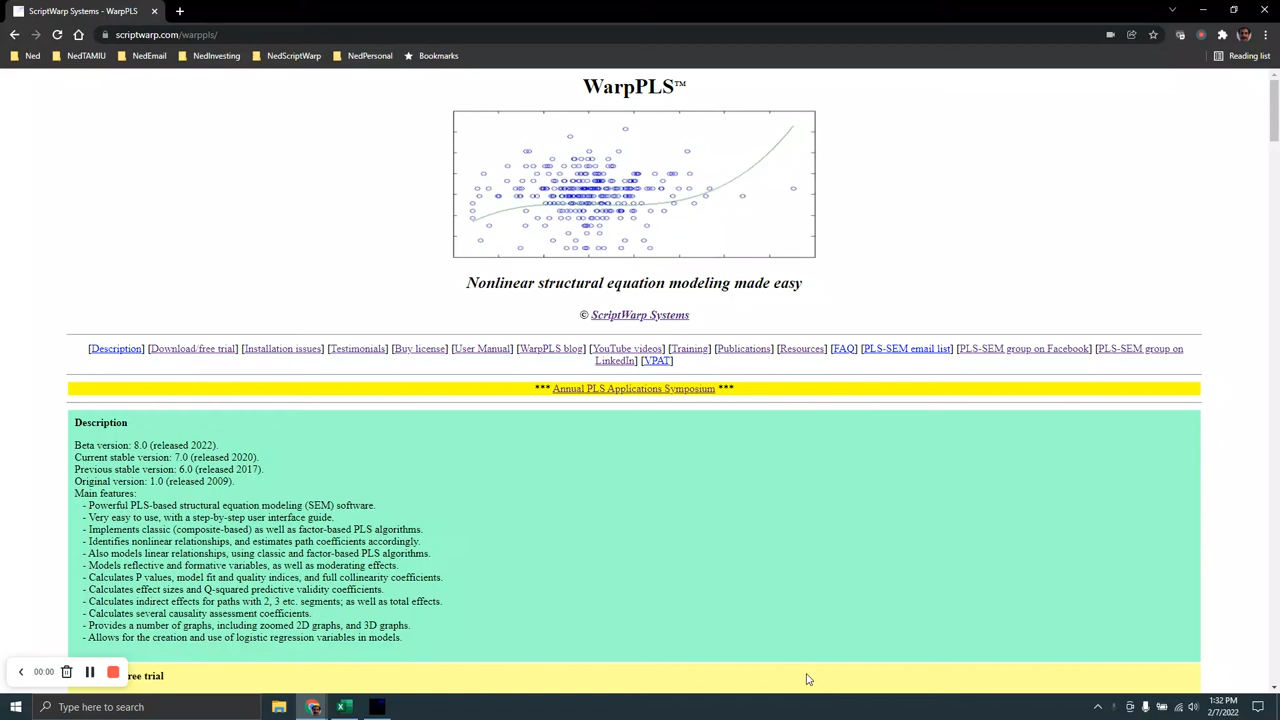 ScriptWarp Systems - WarpPLS
scriptwarp.com/warppls/
Ned NedTAMIU NedEmail NedInvesting NedScriptWarp NedPersonal Bookmarks Reading list
WarpPLS™
Nonlinear structural equation modeling made easy
© ScriptWarp Systems
[Description] [Download/free trial] [Installation issues] [Testimonials] [Buy license] [User Manual] [WarpPLS blog] [YouTube videos] [Training] [Publications] [Resources] [FAQ] [PLS-SEM email list] [PLS-SEM group on Facebook] [PLS-SEM group on
LinkedIn] [VPAT]
*** Annual PLS Applications Symposium ***
Description
Beta version: 8.0 (released 2022).
Current stable version: 7.0 (released 2020).
Previous stable version: 6.0 (released 2017).
Original version: 1.0 (released 2009).
Main features:
- Powerful PLS-based structural equation modeling (SEM) software.
- Very easy to use, with a step-by-step user interface guide.
- Implements classic (composite-based) as well as factor-based PLS algorithms.
- Identifies nonlinear relationships, and estimates path coefficients accordingly.
- Also models linear relationships, using classic and factor-based PLS algorithms.
- Models reflective and formative variables, as well as moderating effects.
- Calculates P values, model fit and quality indices, and full collinearity coefficients.
- Calculates effect sizes and Q-squared predictive validity coefficients.
- Calculates indirect effects for paths with 2, 3 etc. segments; as well as total effects.
- Calculates several causality assessment coefficients.
- Provides a number of graphs, including zoomed 2D graphs, and 3D graphs.
- Allows for the creation and use of logistic regression variables in models.
00:00
ree trial
Type here to search
1:32 PM
2/7/2022